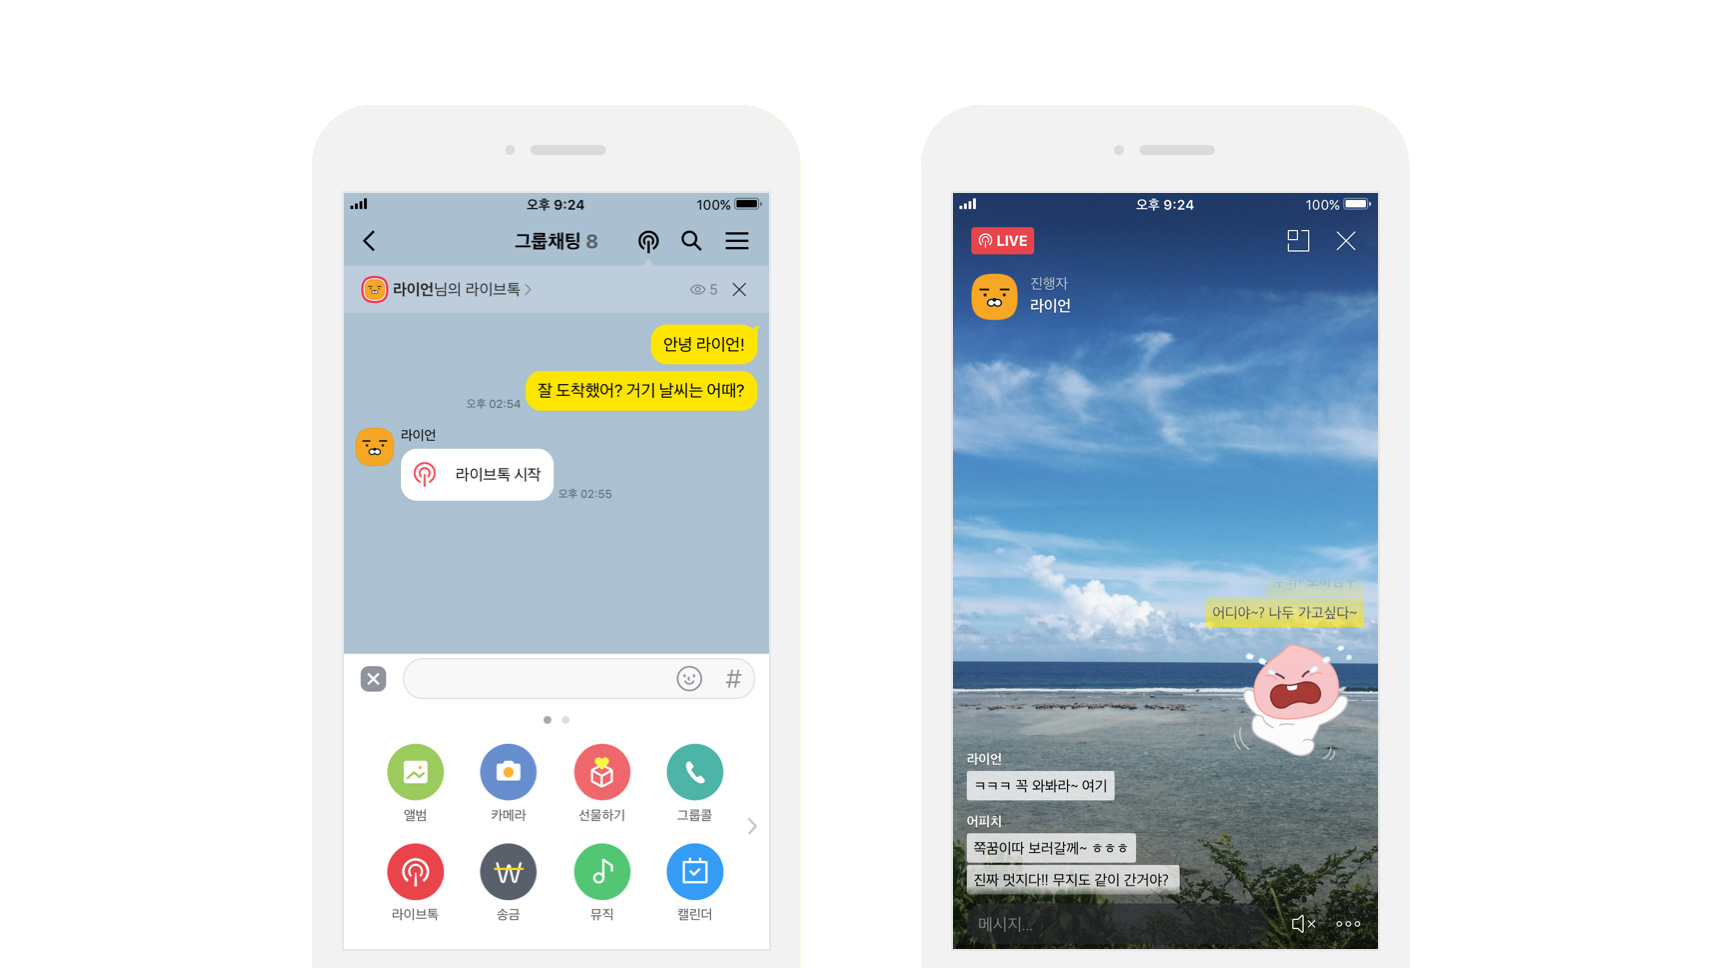 오후 9:24
100%
그룹채팅 8
라이언님의 라이브톡
5
안녕 라이언!
잘 도착했어? 거기 날씨는 어때?
오후 02:54
라이언
라이브톡 시작
오후 02:55
#
앨범
카메라
선물하기
그룹콜
라이브톡
송금
뮤직
캘린더
오후 9:24
100%
LIVE
진행자
라이언
어디야~? 나두 가고싶다~
라이언
ㅋㅋㅋ 꼭 와봐라~ 여기
어피치
쪽꿈이따 보러갈께~ ㅎㅎㅎ
진짜 멋지다!! 무지도 같이 간거야?
메시지...